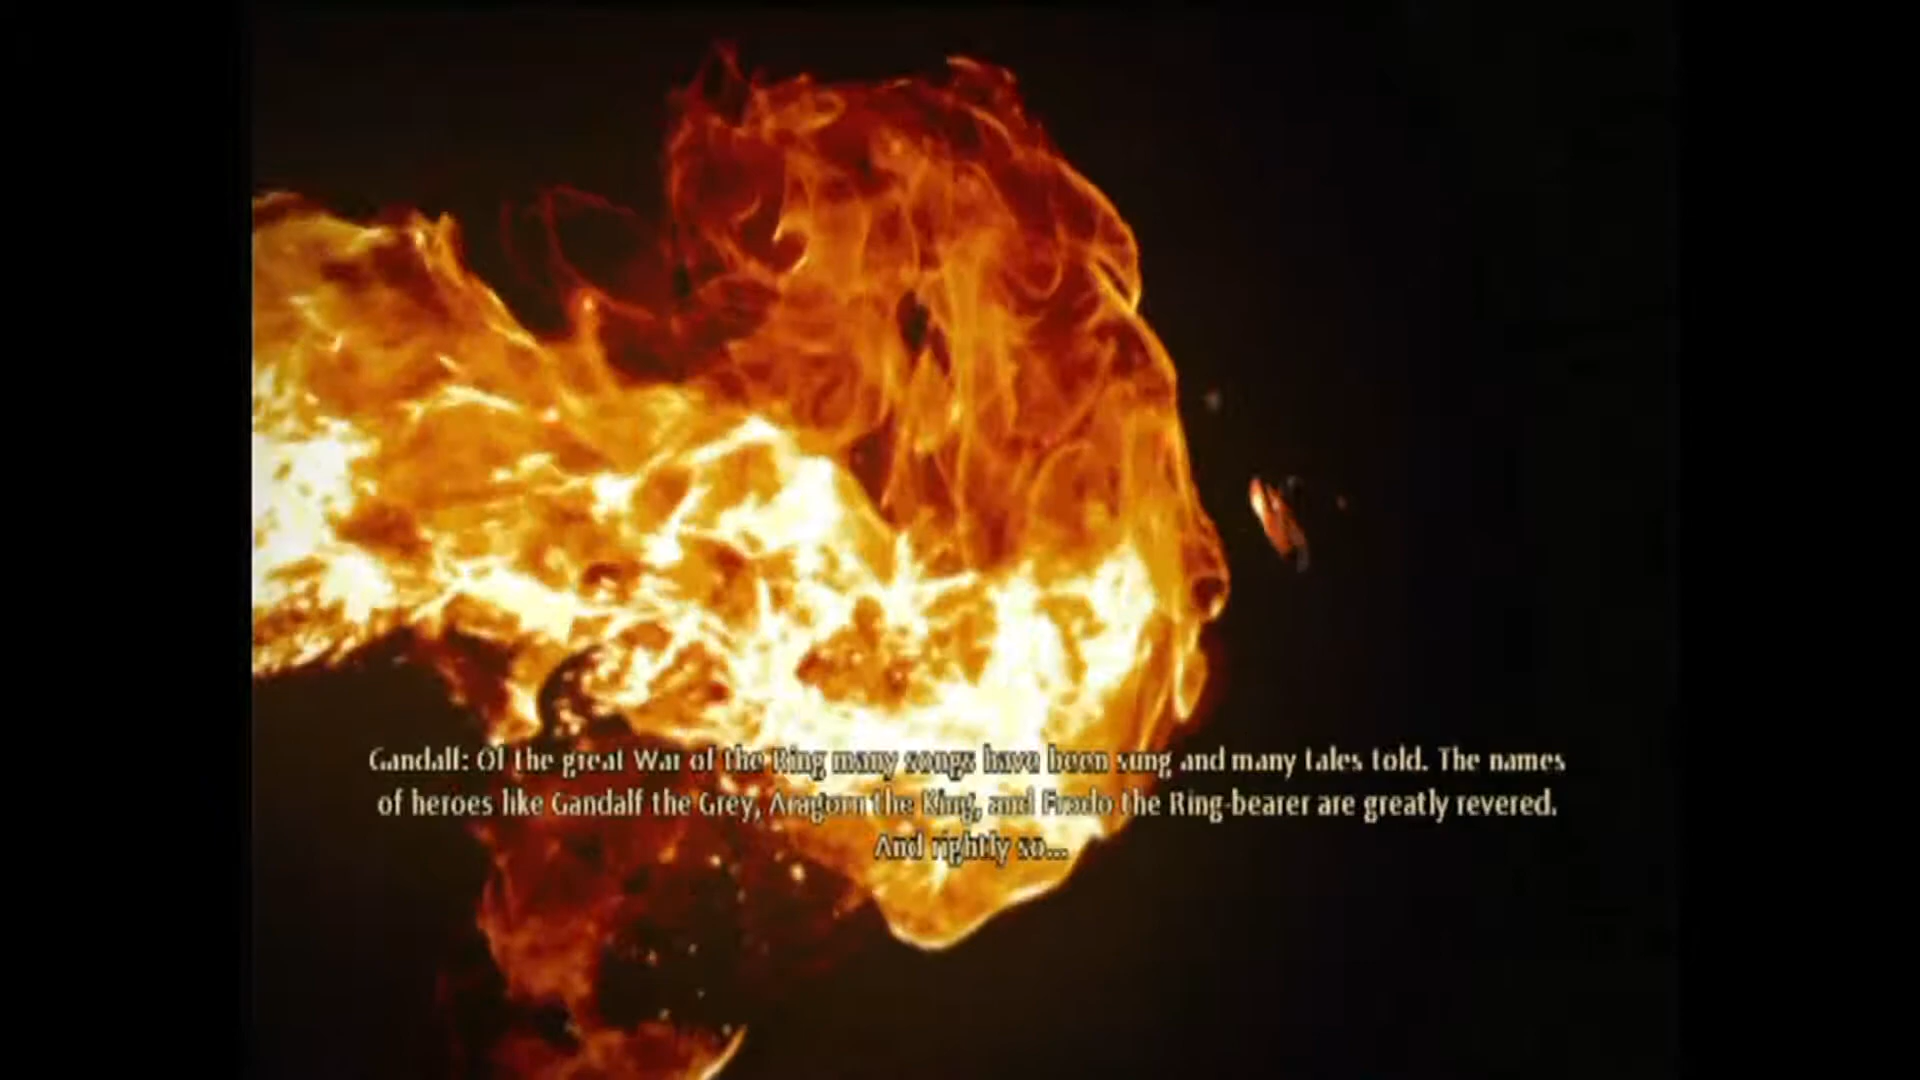 Gandalf: Of the great War of the Ring many songs have been sung and many tales told. The names
of heroes like Gandalf the Grey, Aragorn the King, and Frodo the Ring-bearer are greatly revered.
And rightly so...